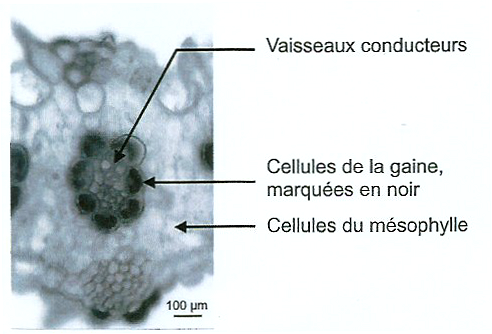 Vaisseaux conducteurs
Cellules de la gaine,
marquées en noir
Cellules du mésophylle
100 µm